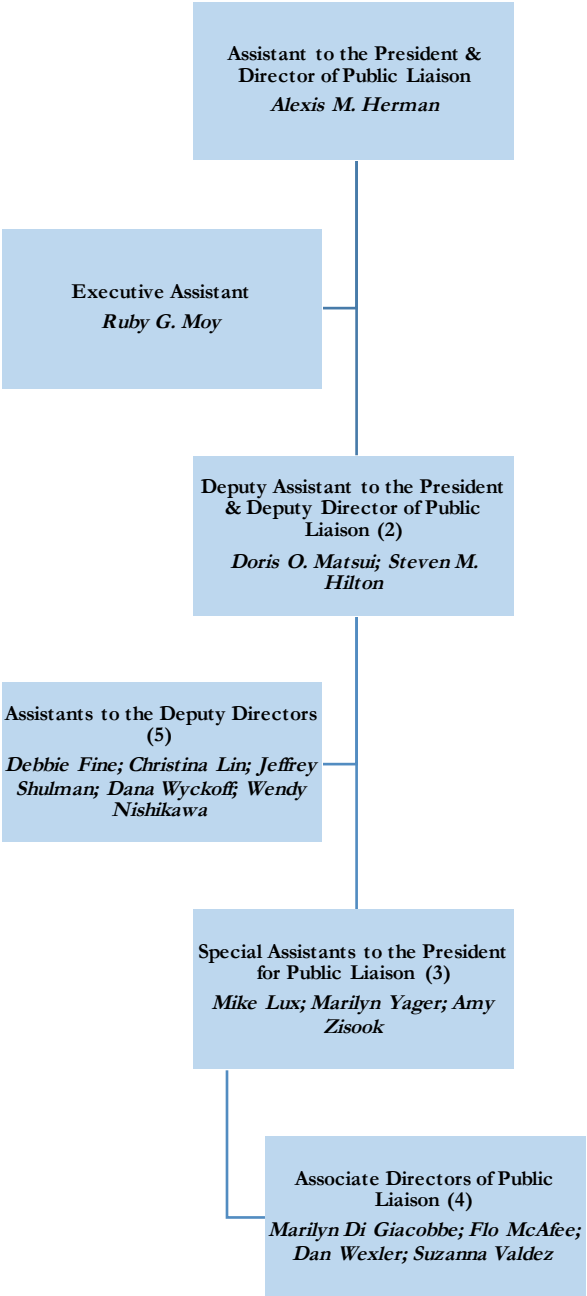 Assistant to the President &
Director of Public Liaison
Alexis M. Herman
Executive Assistant
Ruby G. Moy
Deputy Assistant to the President
& Deputy Director of Public
Liaison (2)
Doris O. Matsui; Steven M.
Hilton
Assistants to the Deputy Directors
(5)
Debbie Fine; Christina Lin; Jeffrey
Shulman; Dana Wyckoff; Wendy
Nishikawa
Special Assistants to the President
for Public Liaison (3)
Mike Lux; Marilyn Yager; Amy
Zisook
Associate Directors of Public
Liaison (4)
Marilyn Di Giacobbe; Flo McAfee;
Dan Wexler; Suzanna Valdez